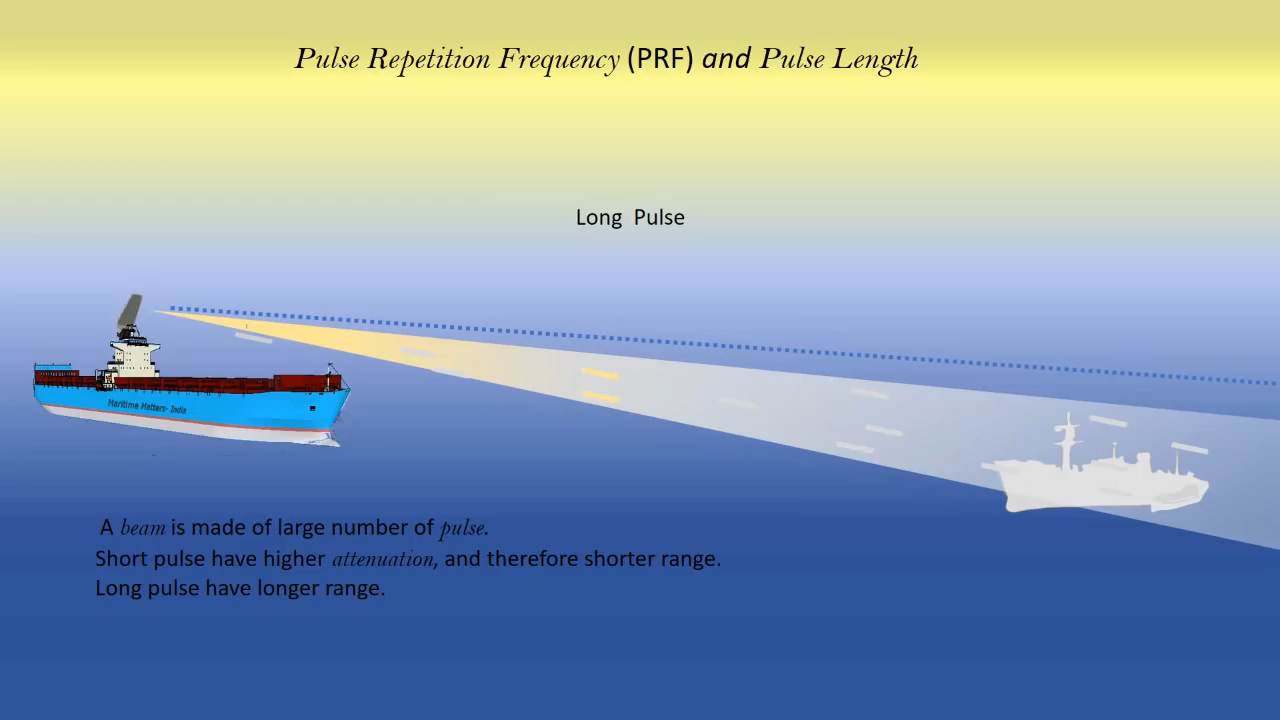 Pulse Repetition Frequency (PRF) and Pulse Length
Long Pulse
Maritime Matters- India
A beam is made of large number of pulse.
Short pulse have higher attenuation, and therefore shorter range.
Long pulse have longer range.